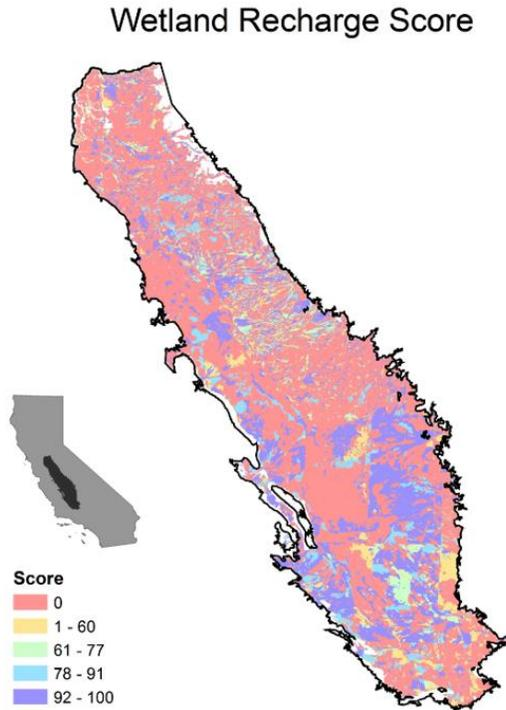 Wetland Recharge Score
Score
0
1 - 60
61 - 77
78 - 91
92 - 100